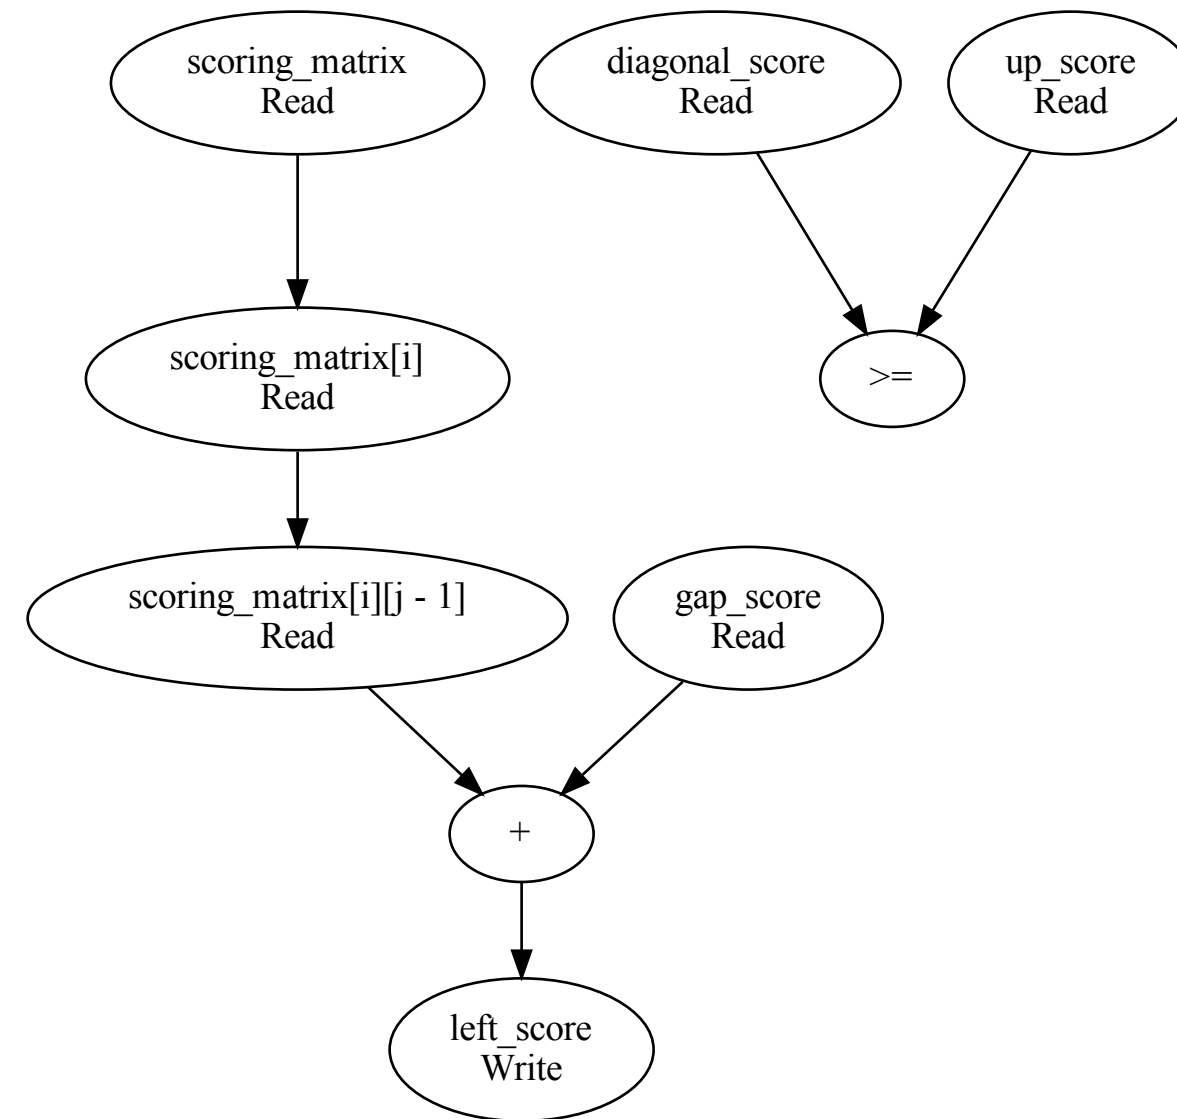 scoring_matrix
Read
diagonal_score
Read
up_score
Read
scoring_matrix[i]
Read
>=
scoring_matrix[i][j - 1]
Read
gap_score
Read
+
left_score
Write